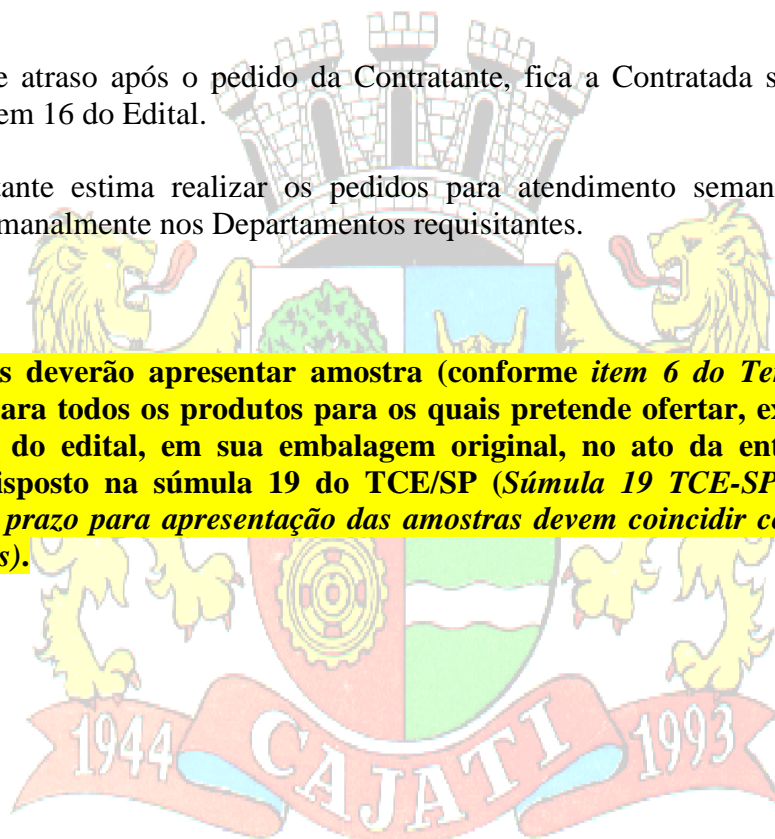 e atraso após o pedido da Contratante, fica a Contratada s
em 16 do Edital.
tante estima realizar os pedidos para atendimento seman
manalmente nos Departamentos requisitantes.
s deverão apresentar amostra (conforme item 6 do Te
para todos os produtos para os quais pretende ofertar, ex
do edital, em sua embalagem original, no ato da ent
isposto na súmula 19 do TCE/SP (Súmula 19 TCE-SP
prazo para apresentação das amostras devem coincidir c
s).
1944 CAJATI 1993